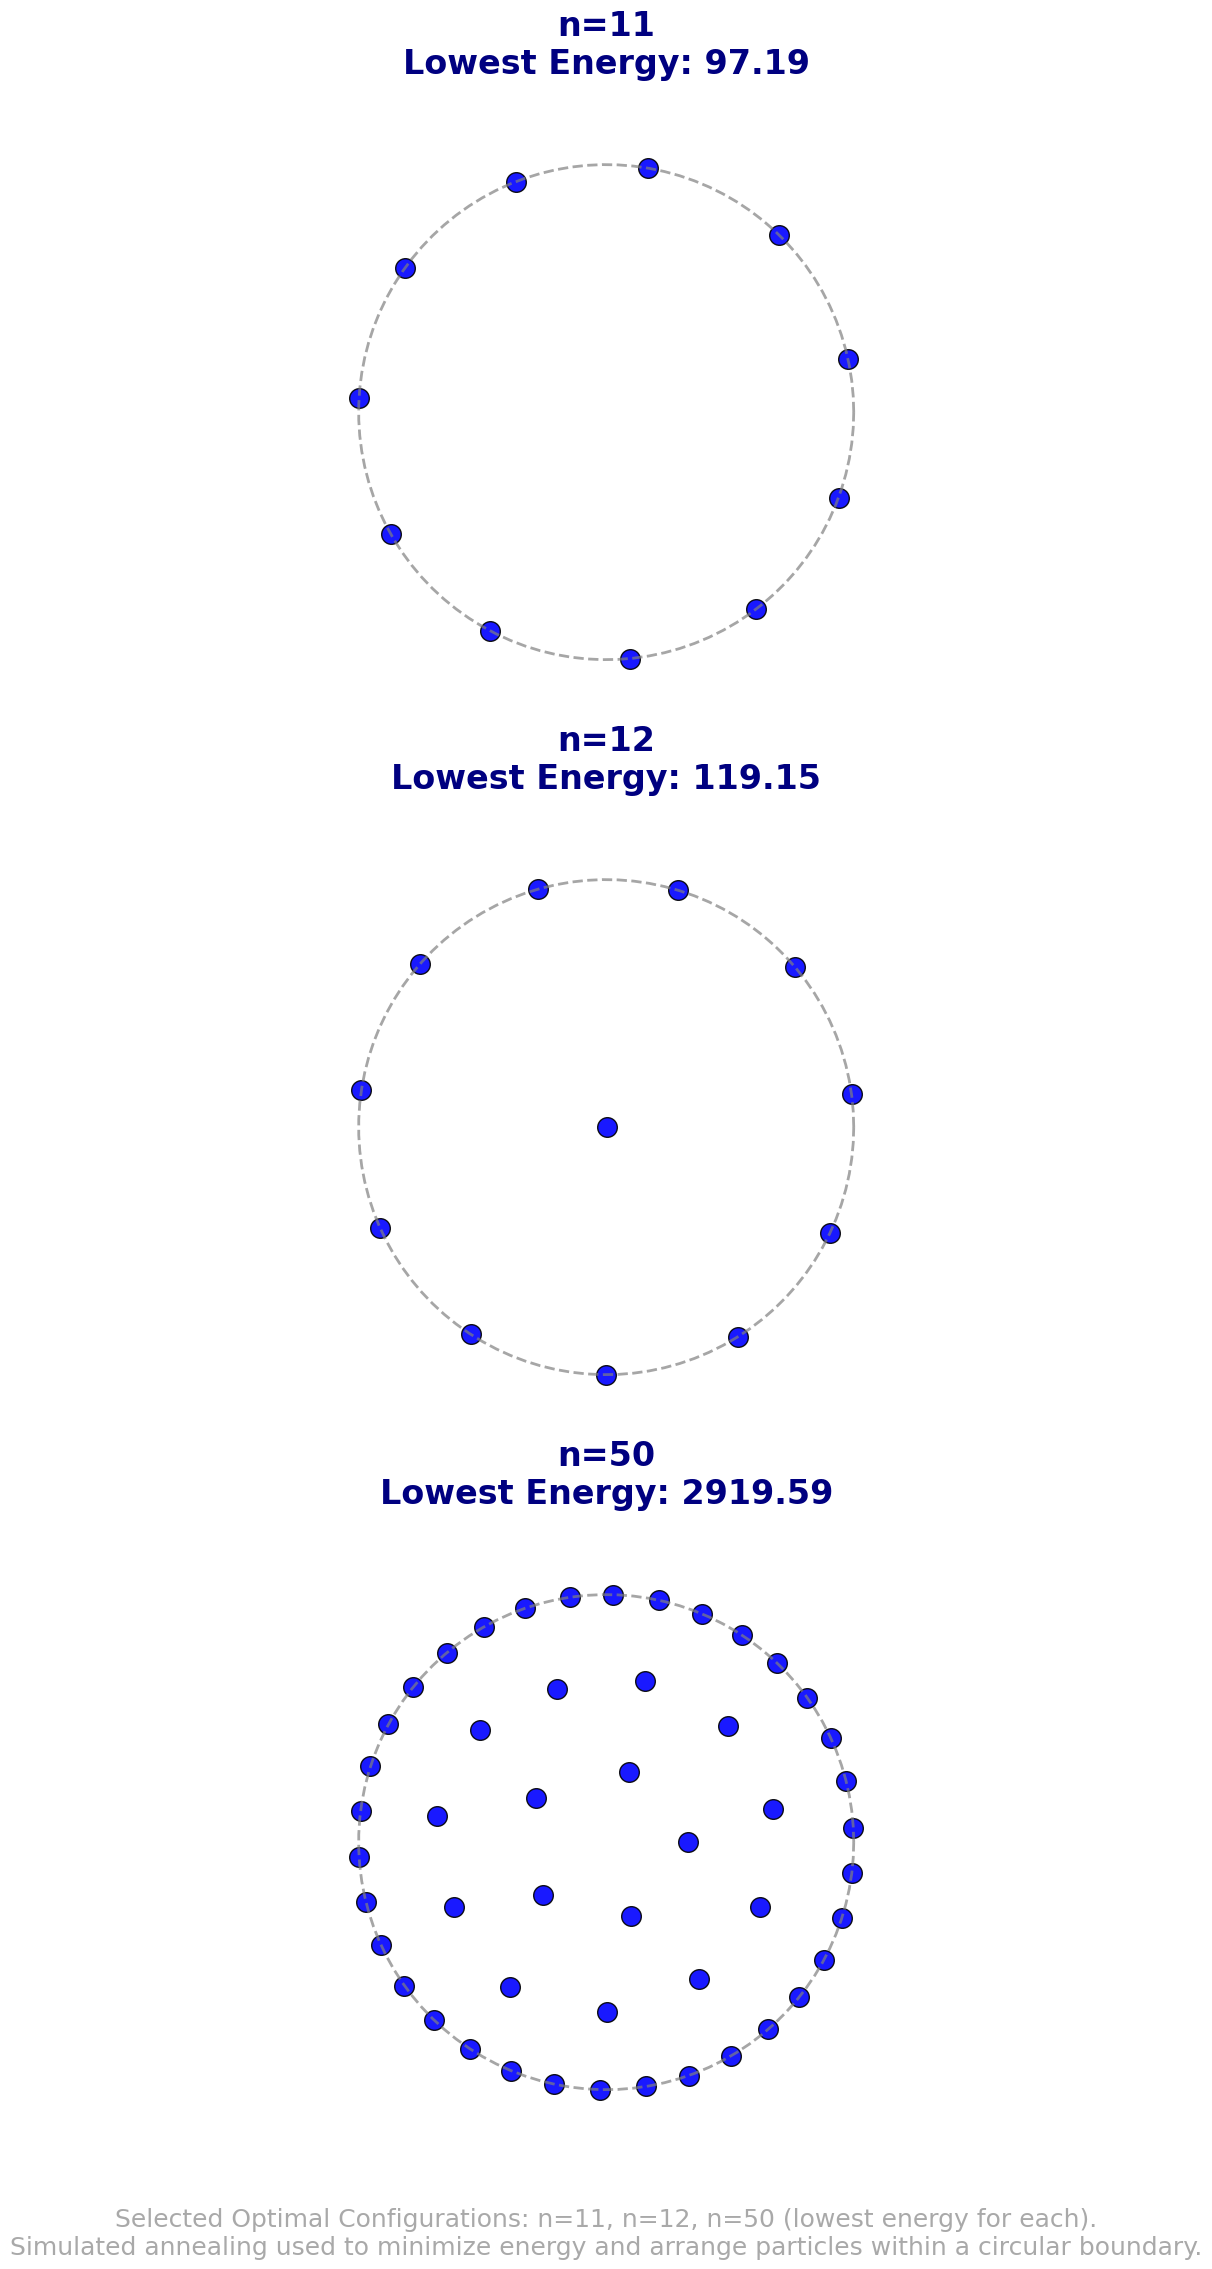 n=11
Lowest Energy: 97.19
n=12
Lowest Energy: 119.15
n=50
Lowest Energy: 2919.59
Selected Optimal Configurations: n=11, n=12, n=50 (lowest energy for each).
Simulated annealing used to minimize energy and arrange particles within a circular boundary.